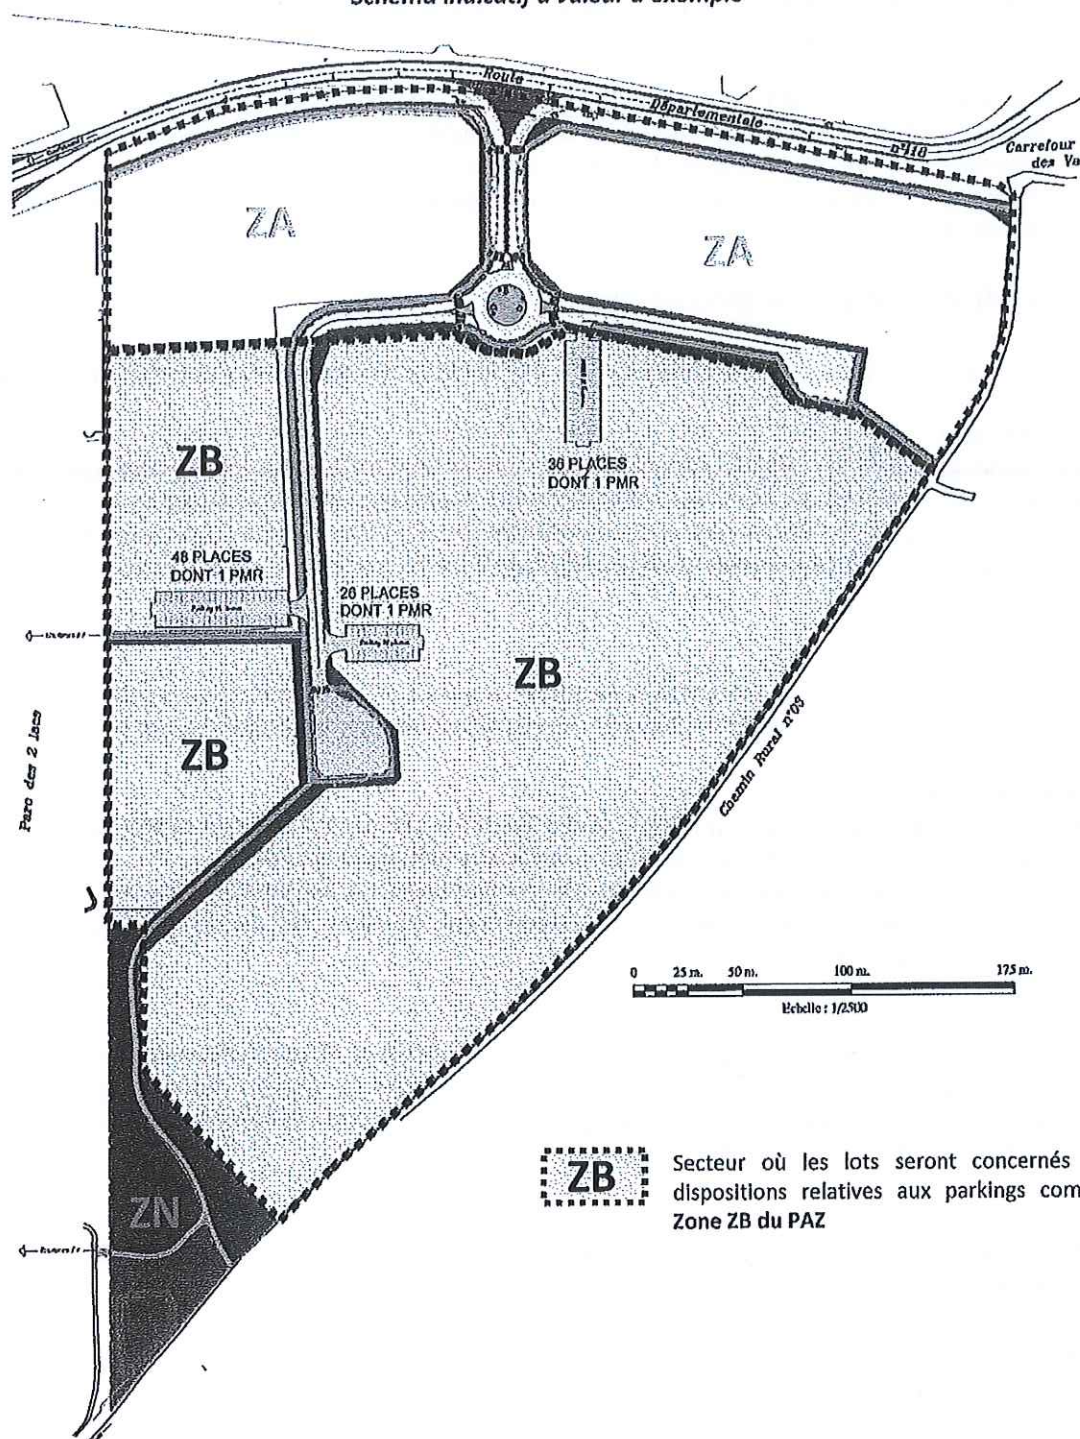 Schéma indicatif à valeur d'exemple
Route
Départementale
n°118
Carrefour
des Va
ZA
ZA
ZB
36 PLACES
DONT 1 PMR
48 PLACES
DONT 1 PMR
26 PLACES
DONT 1 PMR
ZB
ZB
Parc des 2 lacs
Chemin Rural n°03
0 25 m. 50 m. 100 m. 175 m.
Echelle : 1/2500
ZB
Secteur où les lots seront concernés
dispositions relatives aux parkings com
Zone ZB du PAZ
ZN